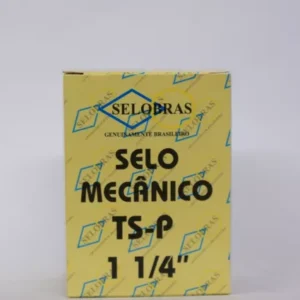 SELOBRAS
GENUINAMENTE BRASILEIRO
SELO
MECÂNICO
TS-P
1 1/4"